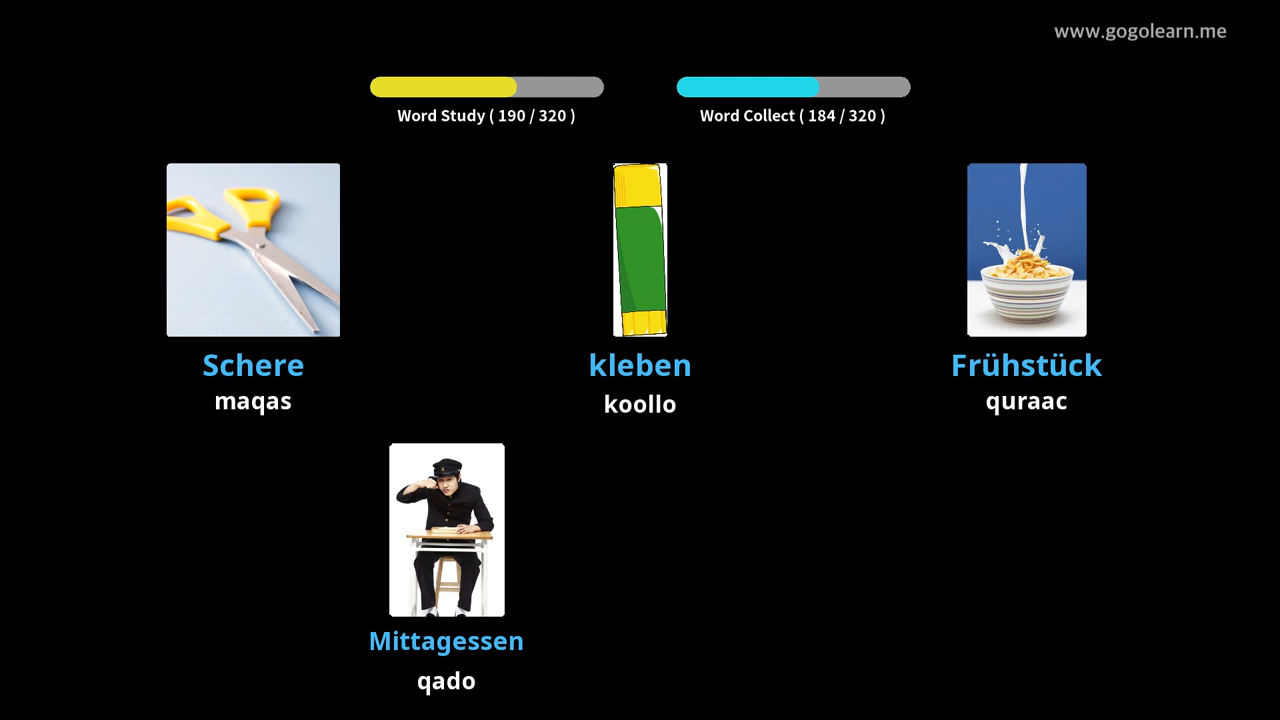 www.gogolearn.me
Word Study ( 190 / 320 )
Word Collect ( 184 / 320 )
Schere
maqas
kleben
koollo
Frühstück
quraac
Mittagessen
qado